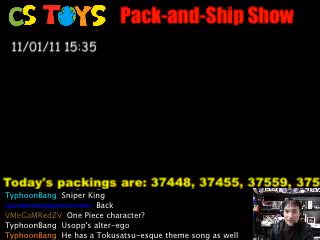 CS TOYS Pack-and-Ship Show
11/01/11 15:35
Today's packings are: 37448, 37455, 37559, 375
TyphoonBang Sniper King
Back
VMeGaMRedZV One Piece character?
TyphoonBang Usopp's alter-ego
TyphoonBang He has a Tokusatsu-esque theme song as well